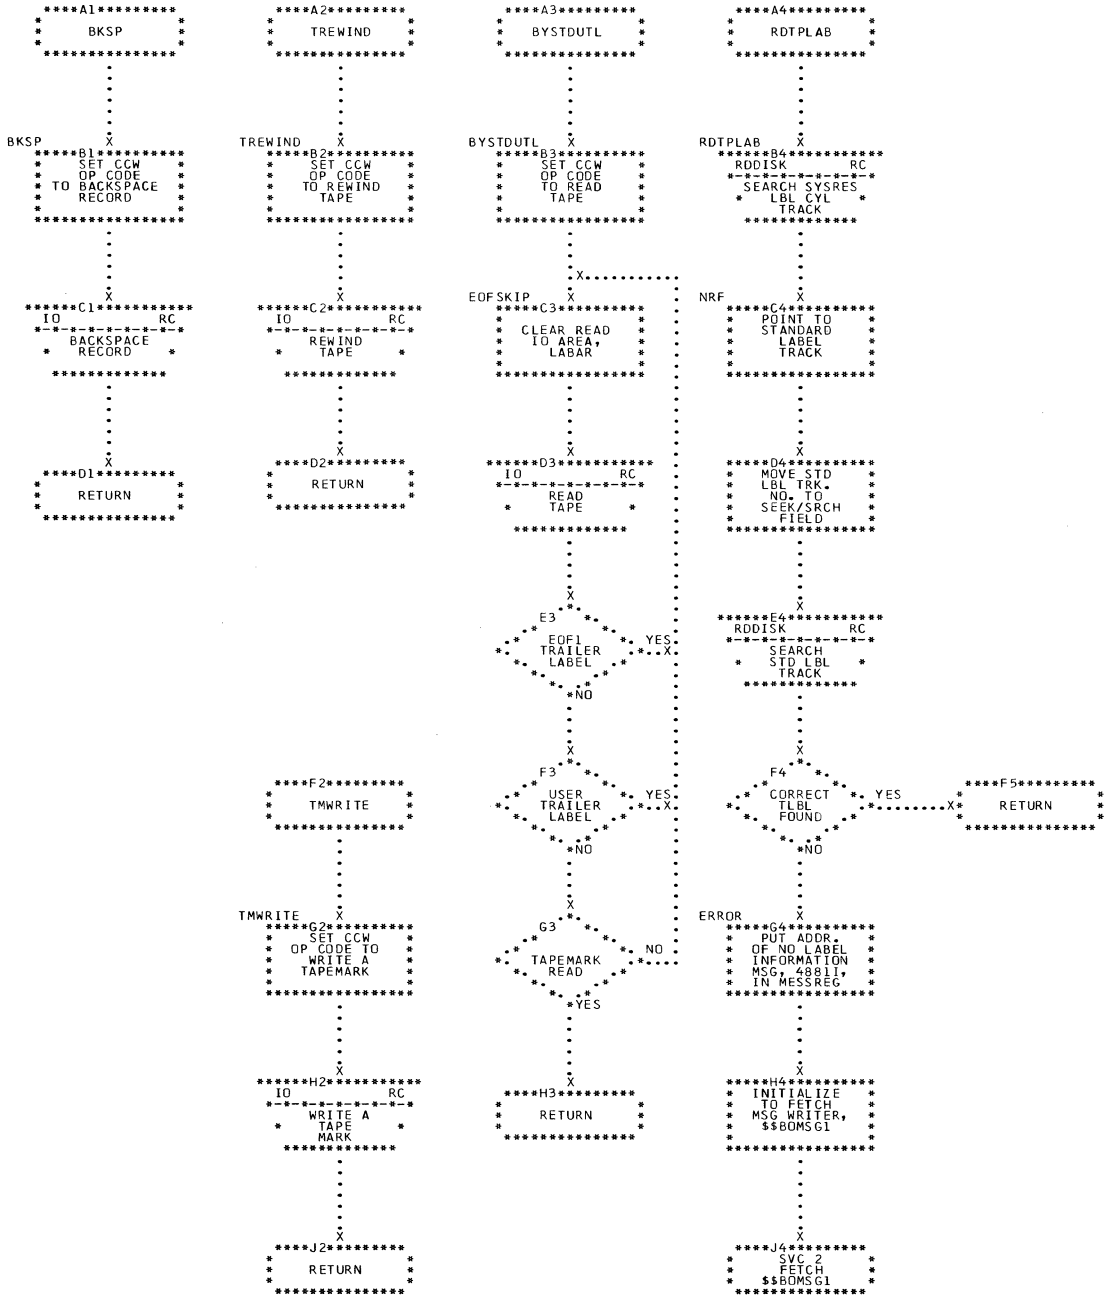 A1
BKSP
BKSP
B1
SET CCW
OP CODE
TO BACKSPACE
RECORD
C1
IO RC
BACKSPACE
RECORD
D1
RETURN
A2
TREWIND
TREWIND
B2
SET CCW
OP CODE
TO REWIND
TAPE
C2
IO RC
REWIND
TAPE
D2
RETURN
F2
TMWRITE
TMWRITE
G2
SET CCW
OP CODE TO
WRITE A
TAPEMARK
H2
IO RC
WRITE A
TAPE
MARK
J2
RETURN
A3
BYSTDUTL
BYSTDUTL
B3
SET CCW
OP CODE
TO READ
TAPE
EOFSKIP
C3
CLEAR READ
IO AREA,
LABAR
D3
IO RC
READ
TAPE
E3
EOF1
TRAILER
LABEL
YES
NO
F3
USER
TRAILER
LABEL
YES
NO
G3
TAPEMARK
READ
NO
YES
H3
RETURN
A4
RDTPLAB
RDTPLAB
B4
RDDISK RC
SEARCH SYSRES
LBL CYL
TRACK
NRF
C4
POINT TO
STANDARD
LABEL
TRACK
D4
MOVE STD
LBL TRK.
NO. TO
SEEK/SRCH
FIELD
E4
RDDISK RC
SEARCH
STD LBL
TRACK
F4
CORRECT
TLBL
FOUND
YES
NO
F5
RETURN
ERROR
G4
PUT ADDR.
OF NO LABEL
INFORMATION
MSG, 4881I,
IN MESSREG
H4
INITIALIZE
TO FETCH
MSG WRITER,
$$BOMSG1
J4
SVC 2
FETCH
$$BOMSG1